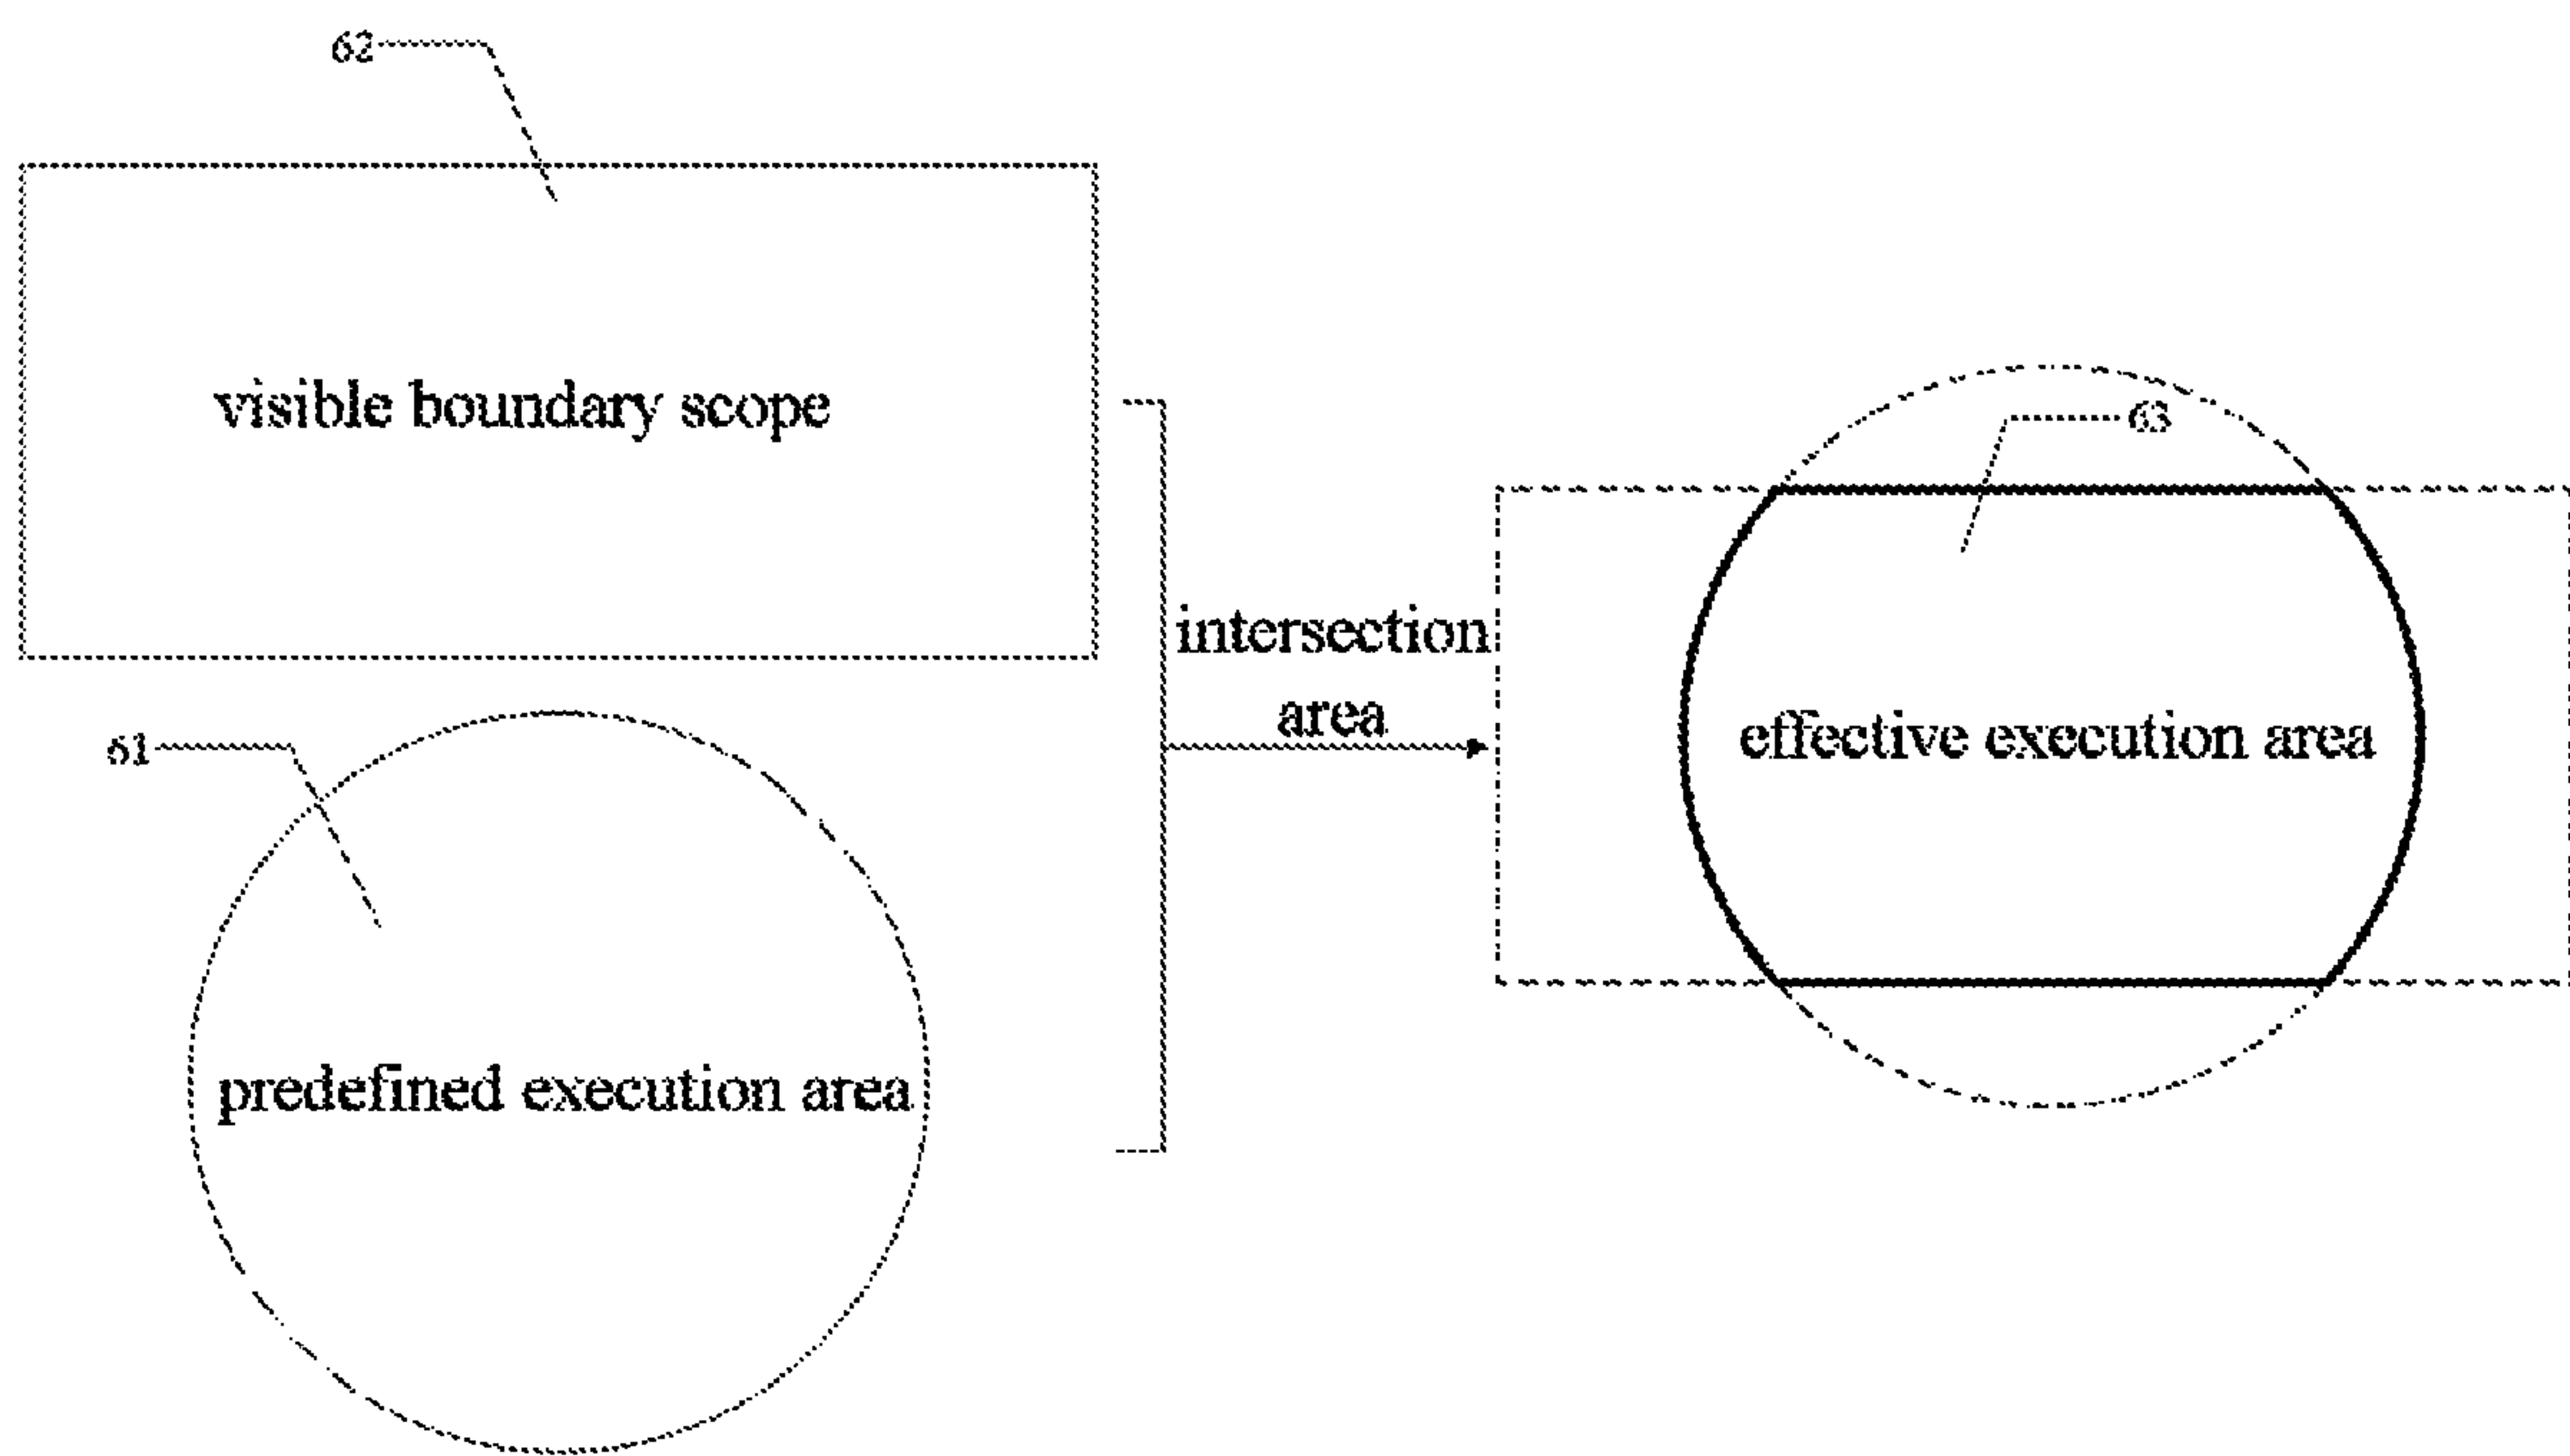 62
visible boundary scope
61
predefined execution area
intersection
area
63
effective execution area